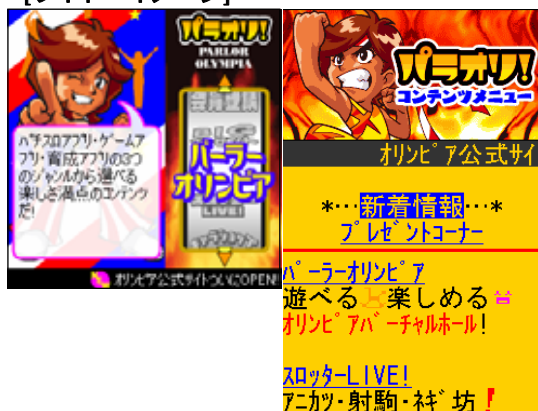 パラオリ!
PARLOR
OLYMPIA
会員登録
パーラー
オリンピア
LIVE!
パチスロアプリ・ゲームア
プリ・育成アプリの3つ
のジャンルから選べる
楽しさ満点のコンテンツ
だ!
オリンピア公式サイトついにOPEN!
パラオリ!
コンテンツメニュー
オリンピア公式サイ
*…新着情報…*
プレゼントコーナー
パーラーオリンピア
遊べる 楽しめる
オリンピアバーチャルホール!
スロッターLIVE!
アニカツ・射駒・ネギ坊!